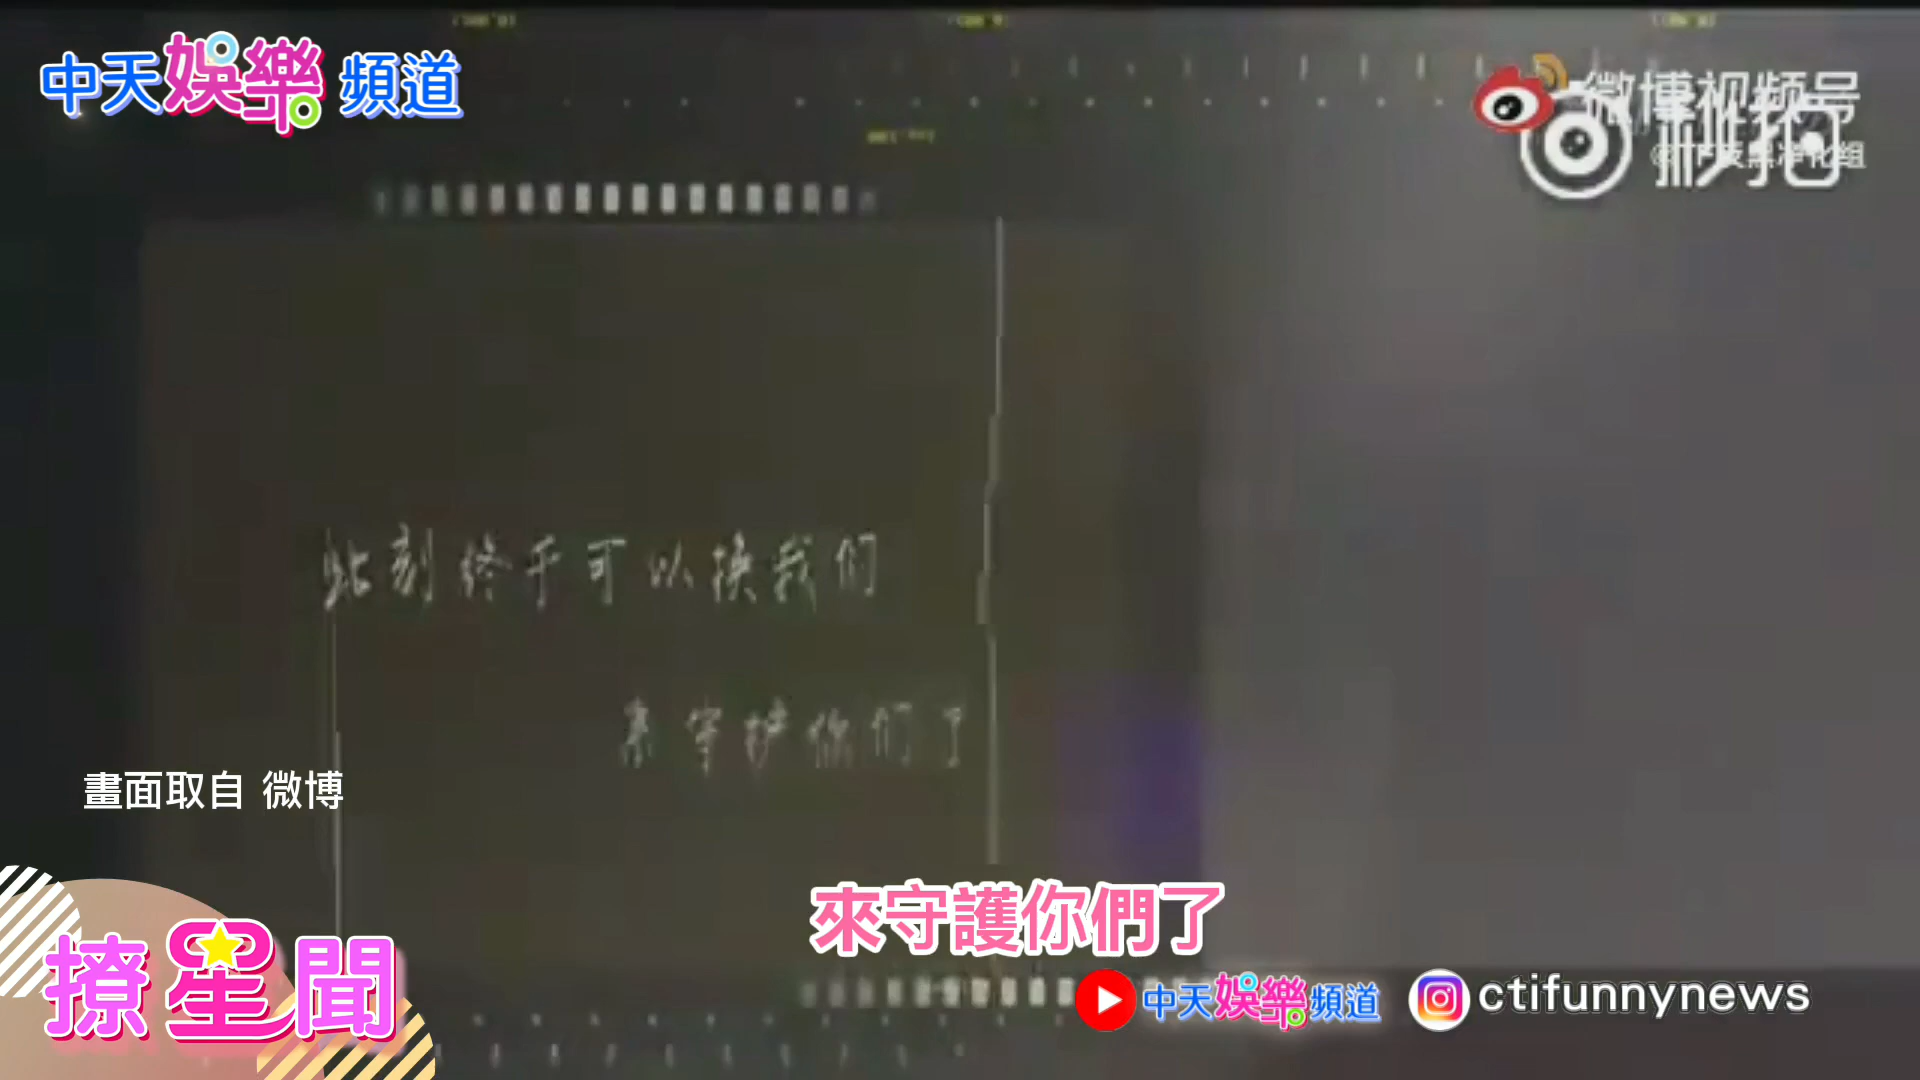 中天娛樂頻道
微博视频号
秒拍
此刻终于可以换我们
来守护你们了
畫面取自 微博
來守護你們了
撩星聞
中天娛樂頻道
ctifunnynews